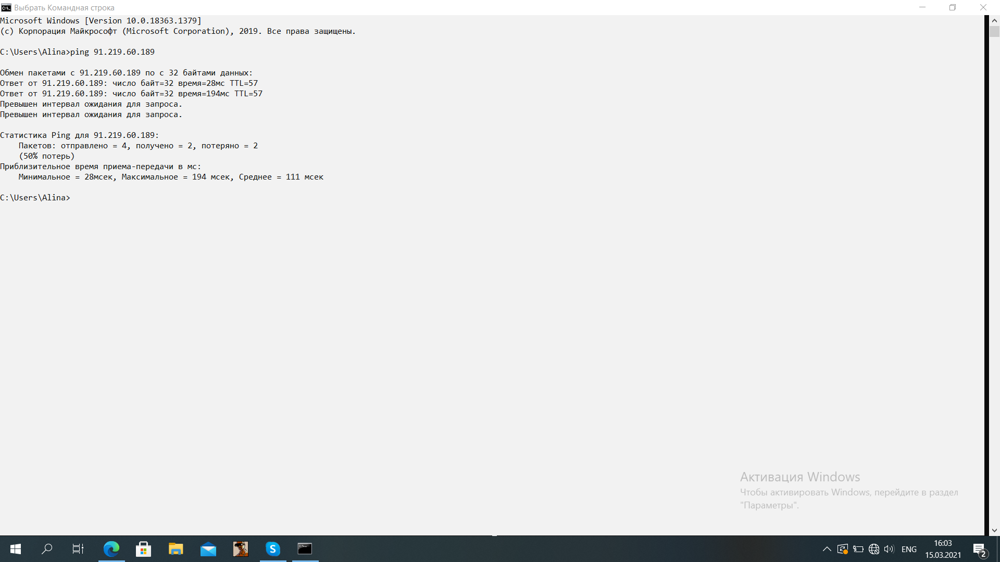 Выбрать Командная строка
Microsoft Windows [Version 10.0.18363.1379]
(c) Корпорация Майкрософт (Microsoft Corporation), 2019. Все права защищены.
C:\Users\Alina>ping 91.219.60.189
Обмен пакетами с 91.219.60.189 по с 32 байтами данных:
Ответ от 91.219.60.189: число байт=32 время=28мс TTL=57
Ответ от 91.219.60.189: число байт=32 время=194мс TTL=57
Превышен интервал ожидания для запроса.
Превышен интервал ожидания для запроса.
Статистика Ping для 91.219.60.189:
Пакетов: отправлено = 4, получено = 2, потеряно = 2
(50% потерь)
Приблизительное время приема-передачи в мс:
Минимальное = 28мсек, Максимальное = 194 мсек, Среднее = 111 мсек
C:\Users\Alina>
Активация Windows
Чтобы активировать Windows, перейдите в раздел
"Параметры".
ENG
16:03
15.03.2021
2